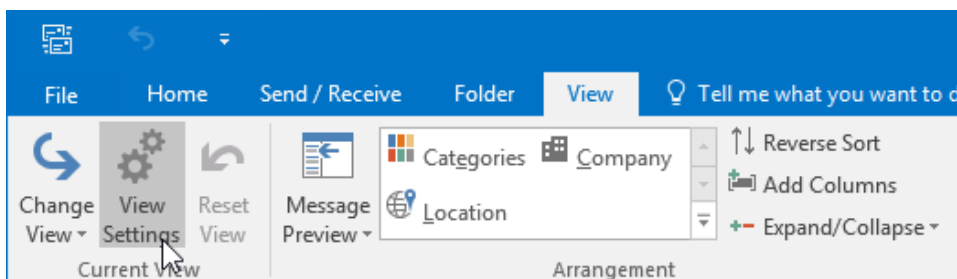 File Home Send / Receive Folder View Tell me what you want to
Change View
View Settings
Reset View
Message Preview
Categories Company
Location
Reverse Sort
Add Columns
Expand/Collapse
Current View
Arrangement